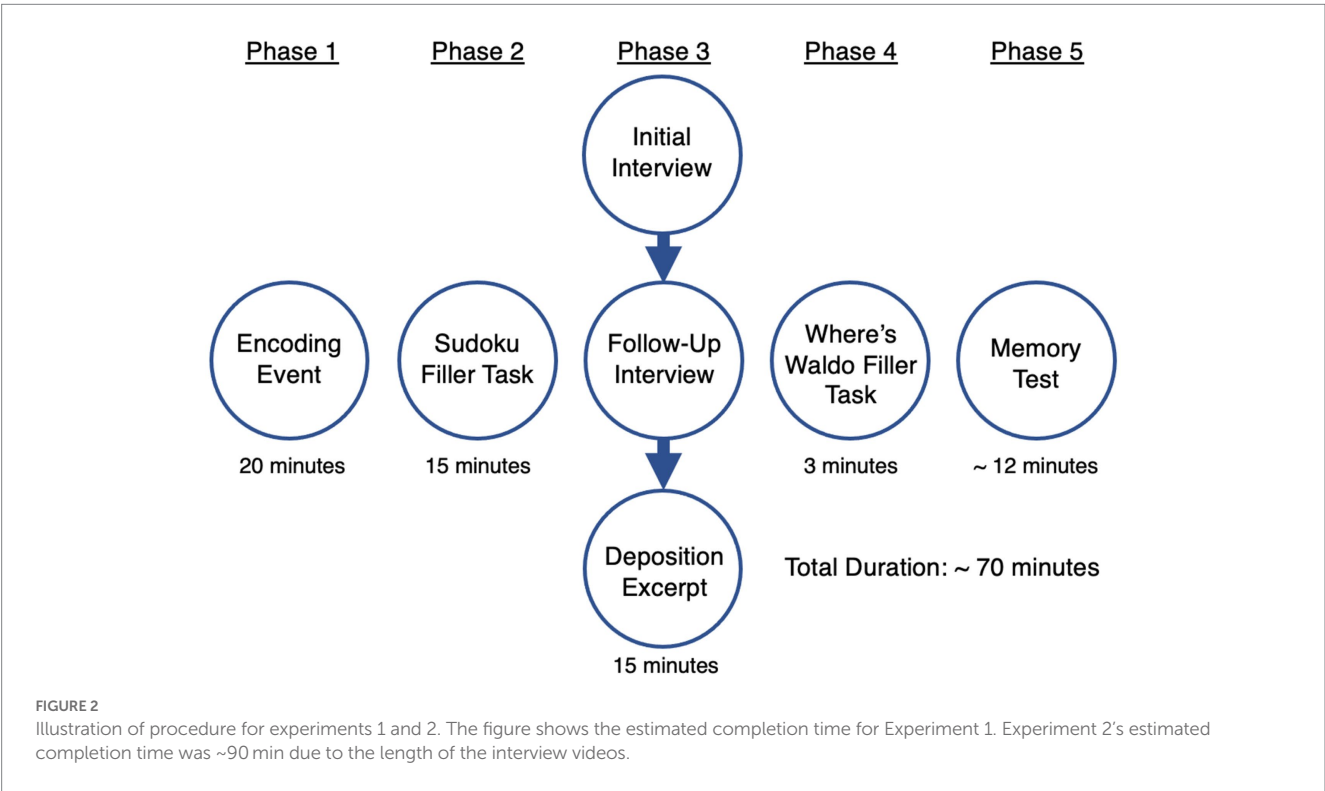 Phase 1 Phase 2 Phase 3 Phase 4 Phase 5
Initial
Interview
Encoding
Event
Sudoku
Filler Task
Follow-Up
Interview
Where's
Waldo Filler
Task
Memory
Test
20 minutes
15 minutes
3 minutes
~ 12 minutes
Deposition
Excerpt
Total Duration: ~ 70 minutes
15 minutes
FIGURE 2
Illustration of procedure for experiments 1 and 2. The figure shows the estimated completion time for Experiment 1. Experiment 2's estimated
completion time was ~90 min due to the length of the interview videos.